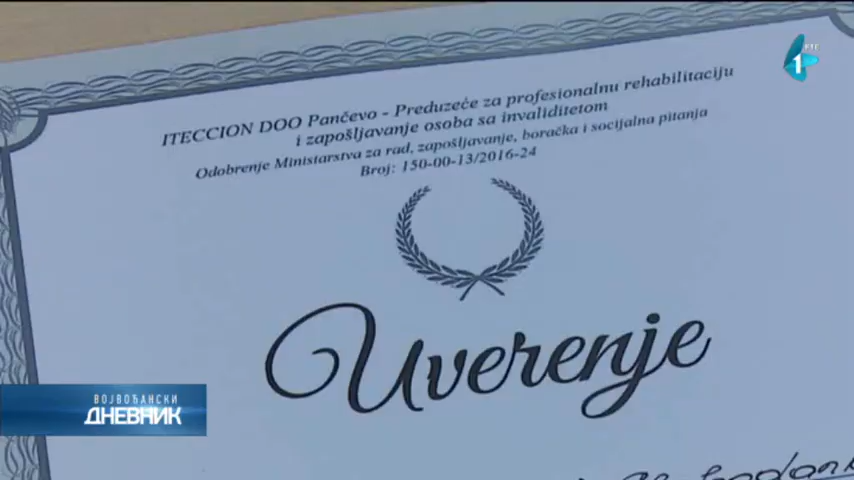 ITECCION DOO Pančevo - Preduzeće za profesionalnu rehabilitaciju
i zapošljavanje osoba sa invaliditetom
Odobrenje Ministarstva za rad, zapošljavanje, boračka i socijalna pitanja
Broj: 150-00-13/2016-24
Uverenje
РТС
1
ВОЈВОЂАНСКИ
ДНЕВНИК